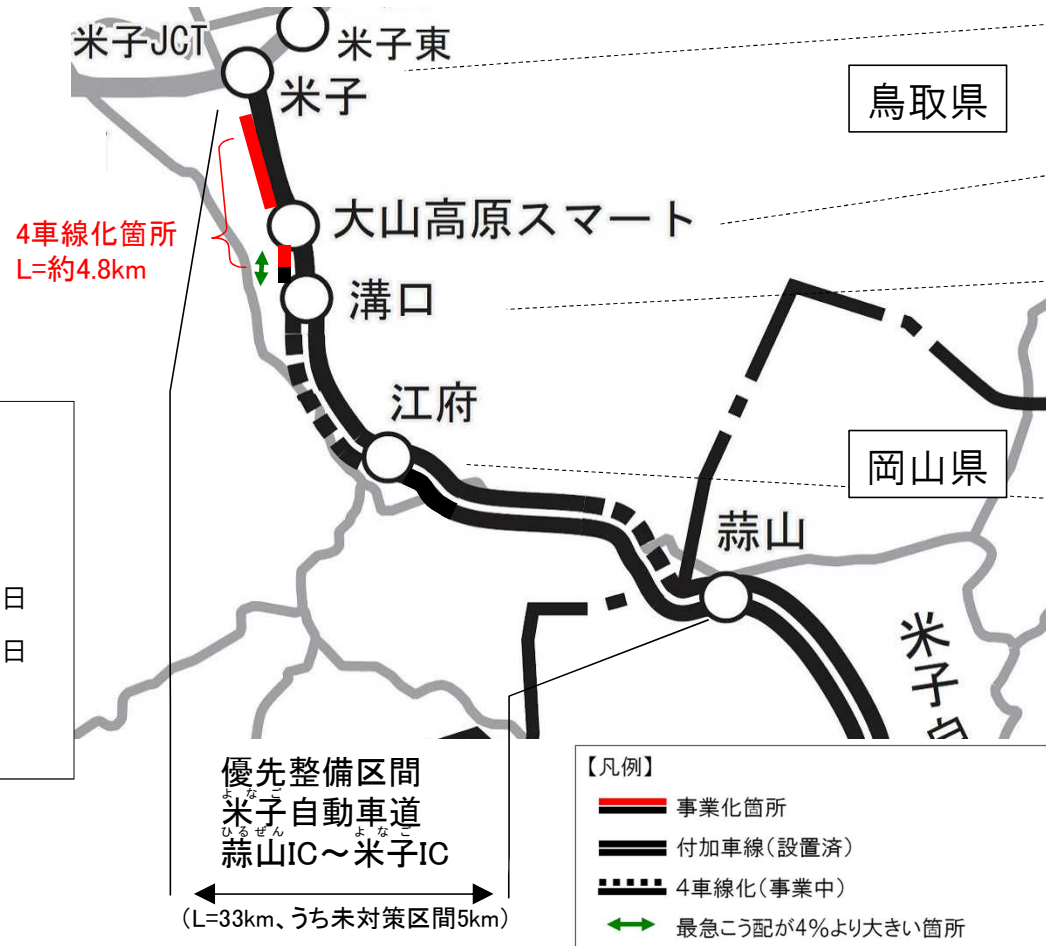 米子JCT
米子東
米子
鳥取県
大山高原スマート
4車線化箇所
L=約4.8km
溝口
江府
岡山県
蒜山
日
日
米子自
優先整備区間
よなご
米子自動車道
ひるぜん よなご
蒜山IC～米子IC
(L=33km、うち未対策区間5km)
【凡例】
事業化箇所
付加車線(設置済)
4車線化(事業中)
最急こう配が4%より大きい箇所